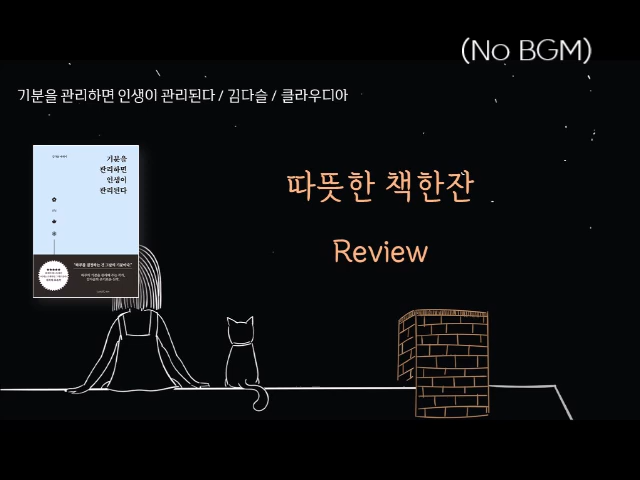 (No BGM)
기분을 관리하면 인생이 관리된다 / 김다슬 / 클라우디아
기분을
관리하면
인생이
관리된다
따뜻한 책한잔
Review